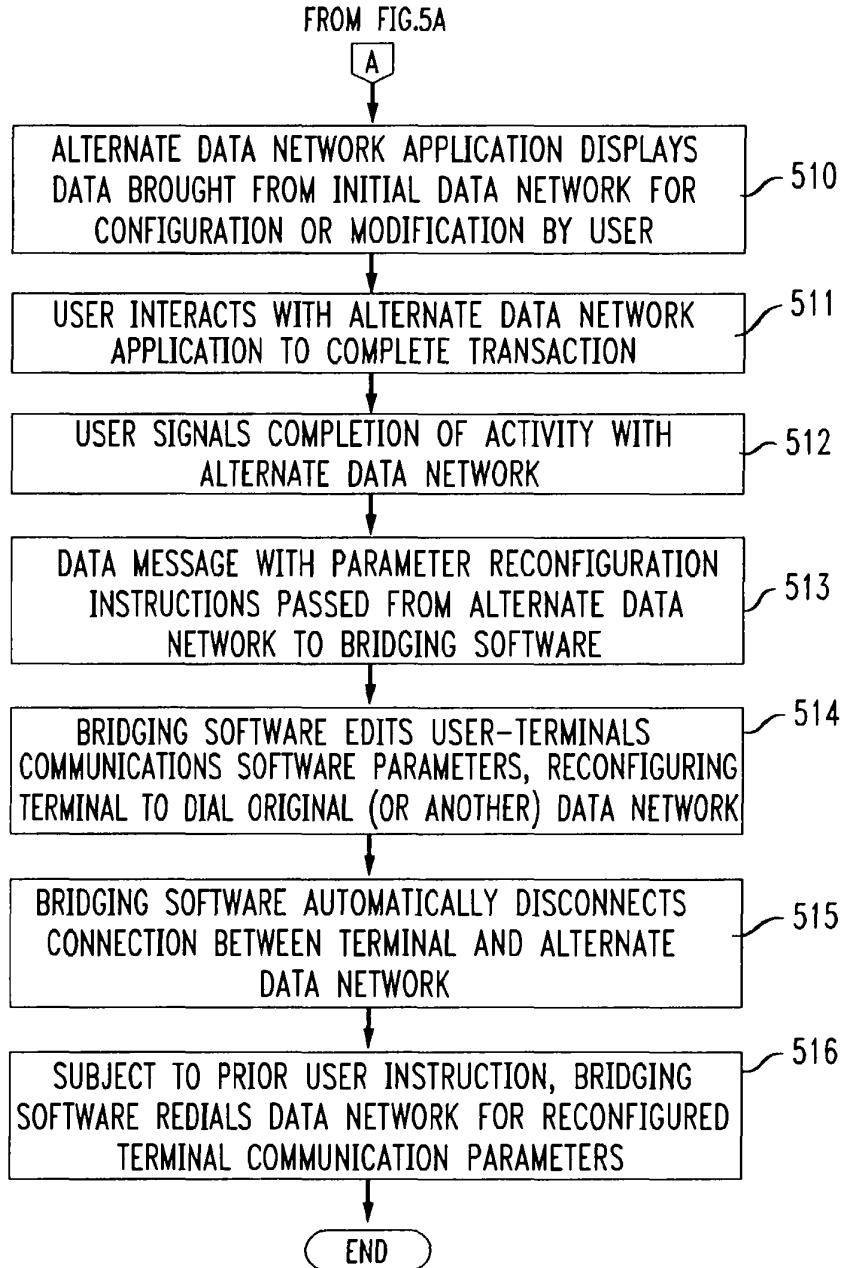 FROM FIG.5A
A
ALTERNATE DATA NETWORK APPLICATION DISPLAYS
DATA BROUGHT FROM INITIAL DATA NETWORK FOR
CONFIGURATION OR MODIFICATION BY USER
510
USER INTERACTS WITH ALTERNATE DATA NETWORK
APPLICATION TO COMPLETE TRANSACTION
511
USER SIGNALS COMPLETION OF ACTIVITY WITH
ALTERNATE DATA NETWORK
512
DATA MESSAGE WITH PARAMETER RECONFIGURATION
INSTRUCTIONS PASSED FROM ALTERNATE DATA
NETWORK TO BRIDGING SOFTWARE
513
BRIDGING SOFTWARE EDITS USER-TERMINALS
COMMUNICATIONS SOFTWARE PARAMETERS, RECONFIGURING
TERMINAL TO DIAL ORIGINAL (OR ANOTHER) DATA NETWORK
514
BRIDGING SOFTWARE AUTOMATICALLY DISCONNECTS
CONNECTION BETWEEN TERMINAL AND ALTERNATE
DATA NETWORK
515
SUBJECT TO PRIOR USER INSTRUCTION, BRIDGING
SOFTWARE REDIALS DATA NETWORK FOR RECONFIGURED
TERMINAL COMMUNICATION PARAMETERS
516
END